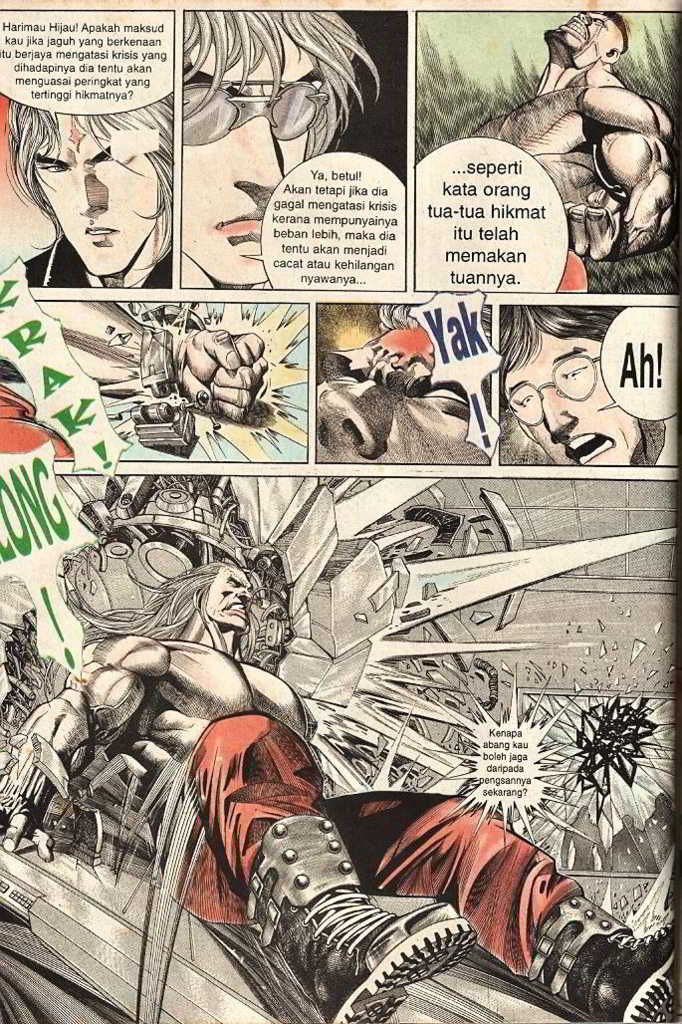 Harimau Hijau! Apakah maksud
kau jika jaguh yang berkenaan
itu berjaya mengatasi krisis yang
dihadapinya dia tentu akan
menguasai peringkat yang
tertinggi hikmatnya?
Ya, betul!
Akan tetapi jika dia
gagal mengatasi krisis
kerana mempunyainya
beban lebih, maka dia
tentu akan menjadi
cacat atau kehilangan
nyawanya...
...seperti
kata orang
tua-tua hikmat
itu telah
memakan
tuannya.
KRAK!
Yak!
Ah!
LONG!
Kenapa
abang kau
boleh jaga
daripada
pengsannya
sekarang?